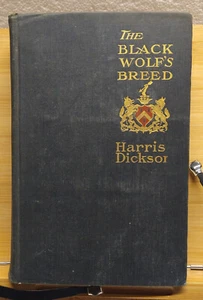 THE
BLACK
WOLF'S
BREED
Harris
Dickson